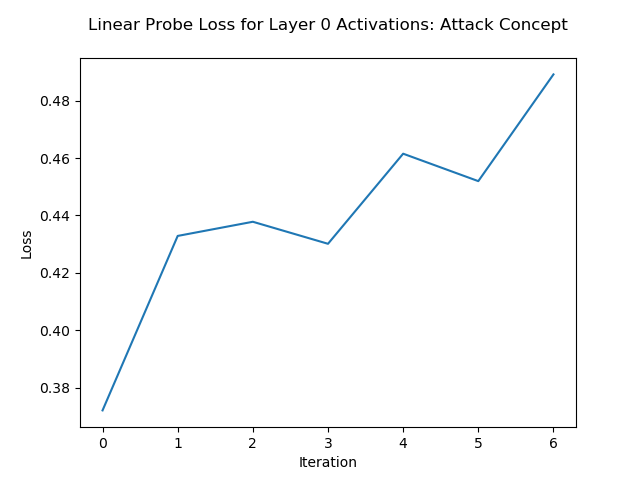 Linear Probe Loss for Layer 0 Activations: Attack Concept
0.48
0.46
0.44
0.42
0.40
0.38
Loss
0 1 2 3 4 5 6
Iteration